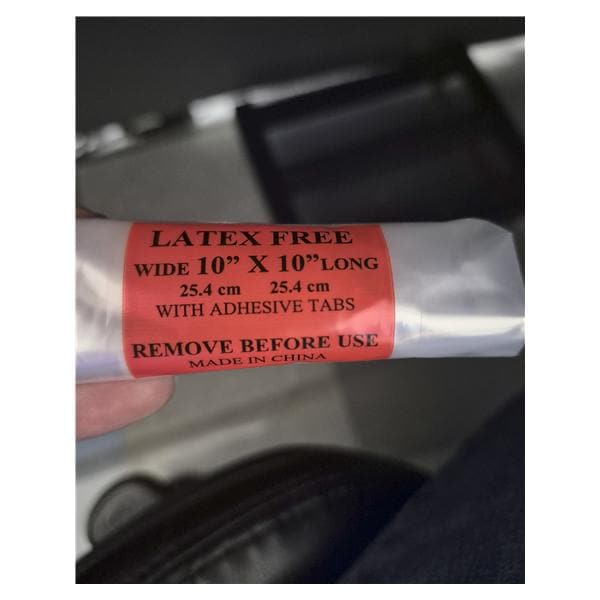 LATEX FREE
WIDE 10" X 10" LONG
25.4 cm 25.4 cm
WITH ADHESIVE TABS
REMOVE BEFORE USE
MADE IN CHINA